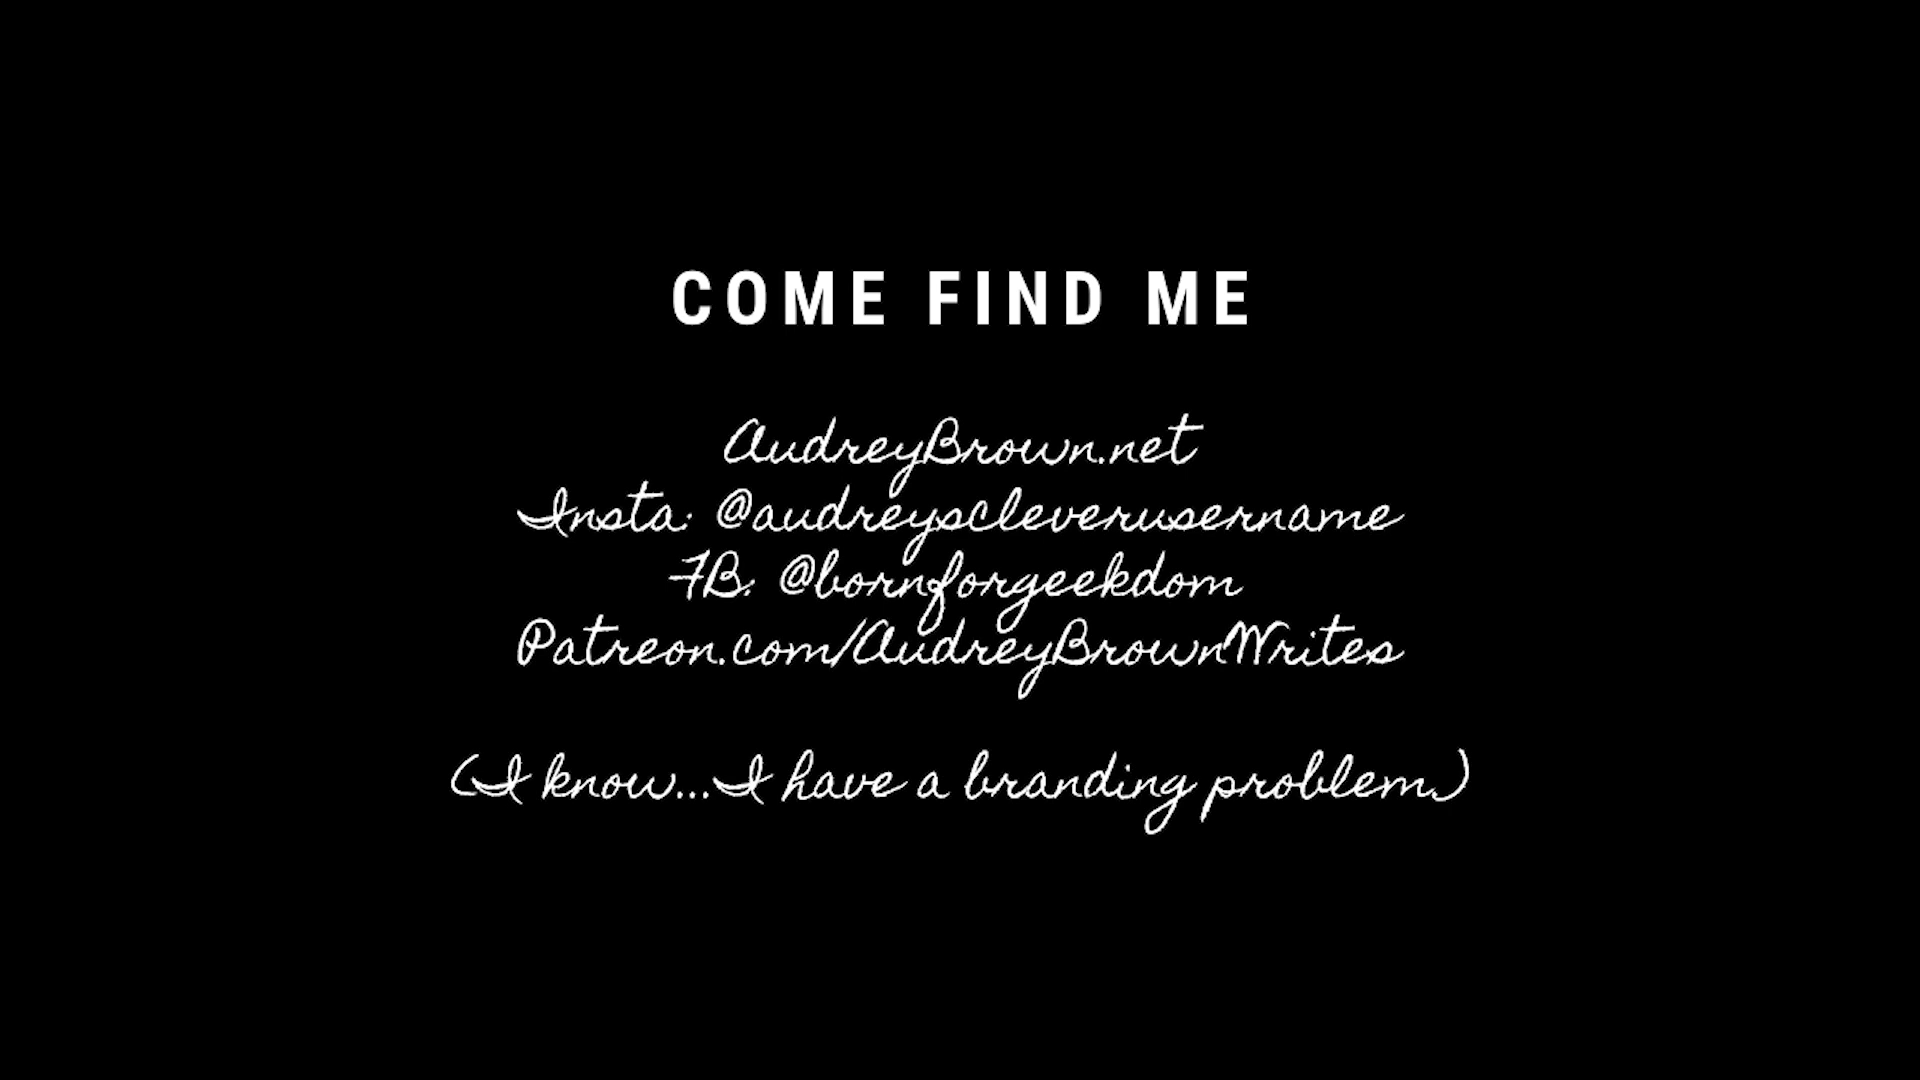 COME FIND ME
AudreyBrown.net
Insta: @audreyscleverusername
FB: @bornforgeekdom
Patreon.com/AudreyBrownWrites
(I know...I have a branding problem.)